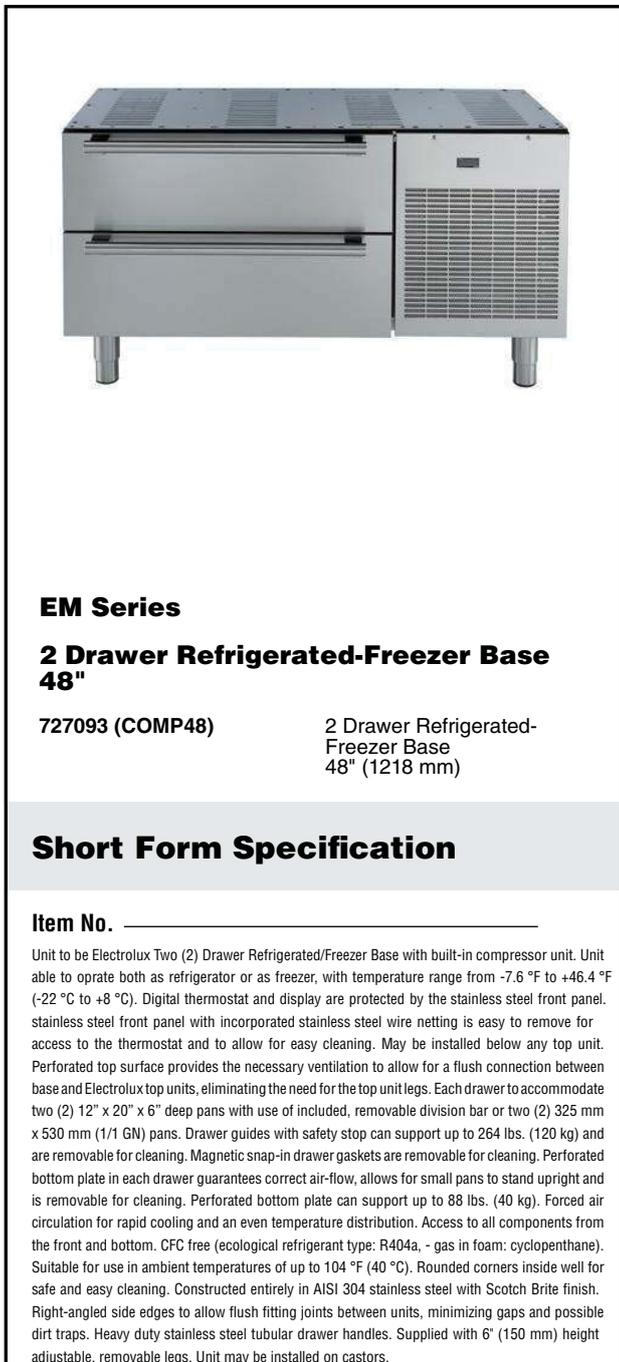 EM Series
2 Drawer Refrigerated-Freezer Base
48"
727093 (COMP48)
2 Drawer Refrigerated-
Freezer Base
48" (1218 mm)
Short Form Specification
Item No.
Unit to be Electrolux Two (2) Drawer Refrigerated/Freezer Base with built-in compressor unit. Unit
able to oprate both as refrigerator or as freezer, with temperature range from -7.6 °F to +46.4 °F
(-22 °C to +8 °C). Digital thermostat and display are protected by the stainless steel front panel.
stainless steel front panel with incorporated stainless steel wire netting is easy to remove for
access to the thermostat and to allow for easy cleaning. May be installed below any top unit.
Perforated top surface provides the necessary ventilation to allow for a flush connection between
base and Electrolux top units, eliminating the need for the top unit legs. Each drawer to accommodate
two (2) 12” x 20” x 6” deep pans with use of included, removable division bar or two (2) 325 mm
x 530 mm (1/1 GN) pans. Drawer guides with safety stop can support up to 264 lbs. (120 kg) and
are removable for cleaning. Magnetic snap-in drawer gaskets are removable for cleaning. Perforated
bottom plate in each drawer guarantees correct air-flow, allows for small pans to stand upright and
is removable for cleaning. Perforated bottom plate can support up to 88 lbs. (40 kg). Forced air
circulation for rapid cooling and an even temperature distribution. Access to all components from
the front and bottom. CFC free (ecological refrigerant type: R404a, - gas in foam: cyclopenthane).
Suitable for use in ambient temperatures of up to 104 °F (40 °C). Rounded corners inside well for
safe and easy cleaning. Constructed entirely in AISI 304 stainless steel with Scotch Brite finish.
Right-angled side edges to allow flush fitting joints between units, minimizing gaps and possible
dirt traps. Heavy duty stainless steel tubular drawer handles. Supplied with 6" (150 mm) height
adjustable, removable legs. Unit may be installed on castors.